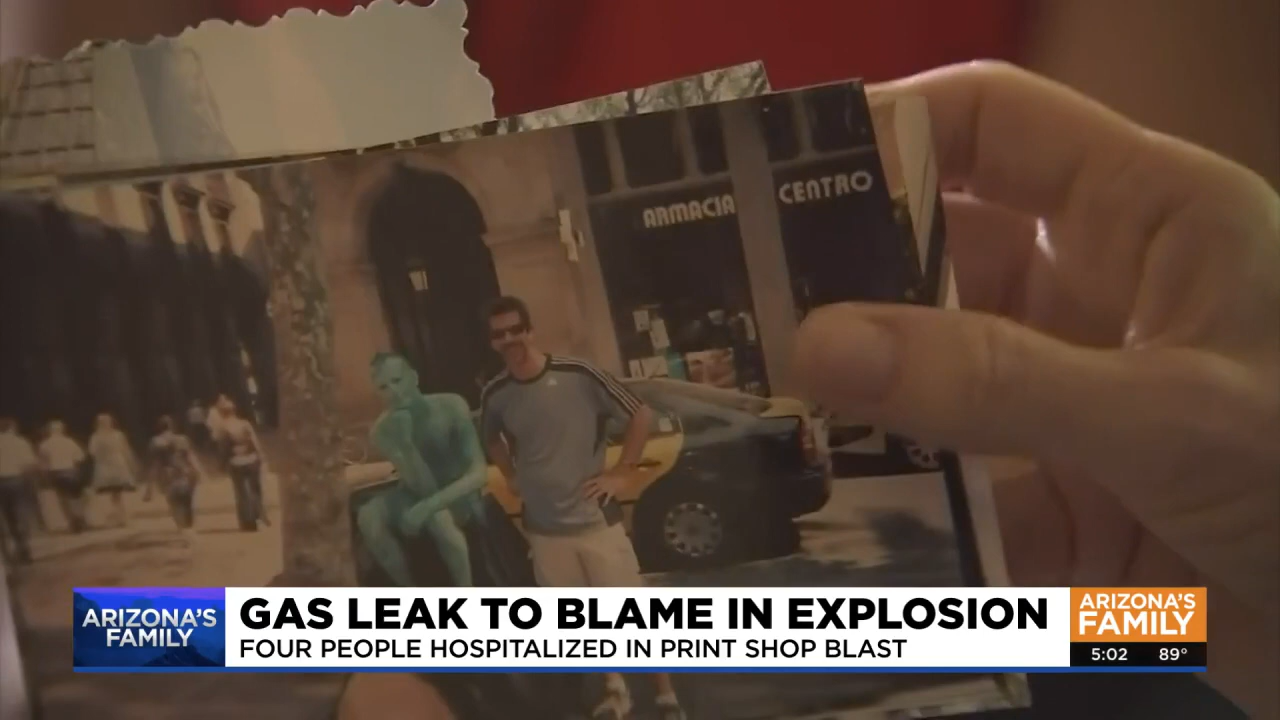 ARMACIA
CENTRO
ARIZONA'S
FAMILY
GAS LEAK TO BLAME IN EXPLOSION
FOUR PEOPLE HOSPITALIZED IN PRINT SHOP BLAST
ARIZONA'S
FAMILY
5:02 89°